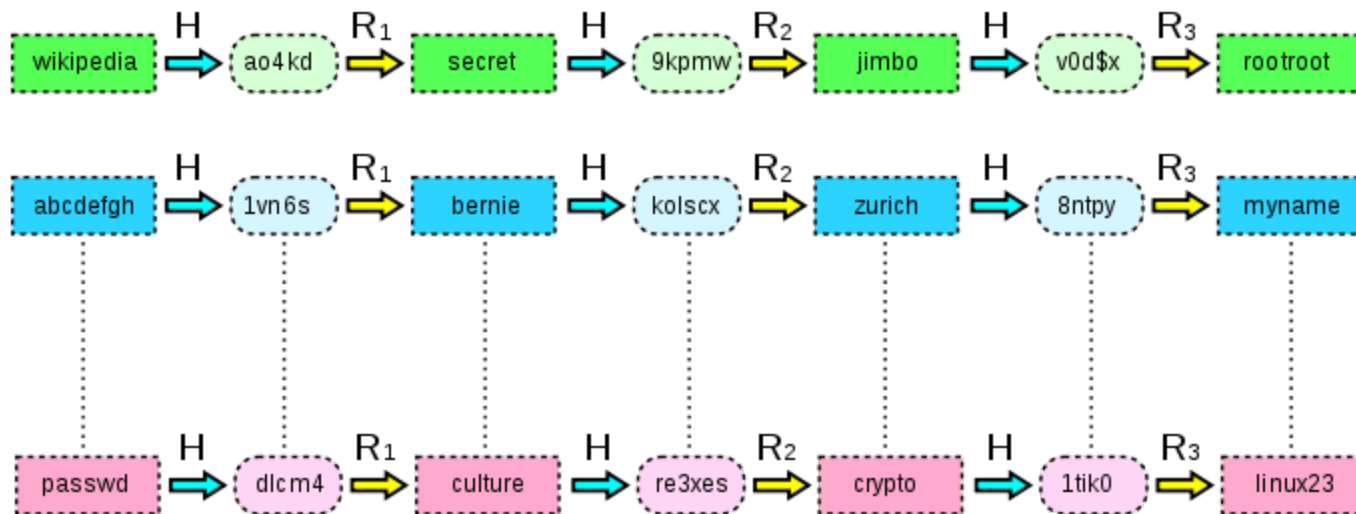 H R1 H R2 H R3
wikipedia ao4kd secret 9kpmw jimbo v0d$x rootroot
H R1 H R2 H R3
abcdefgh 1vn6s bernie kolscx zurich 8ntpy myname
H R1 H R2 H R3
passwd dlcm4 culture re3xes crypto 1tik0 linux23